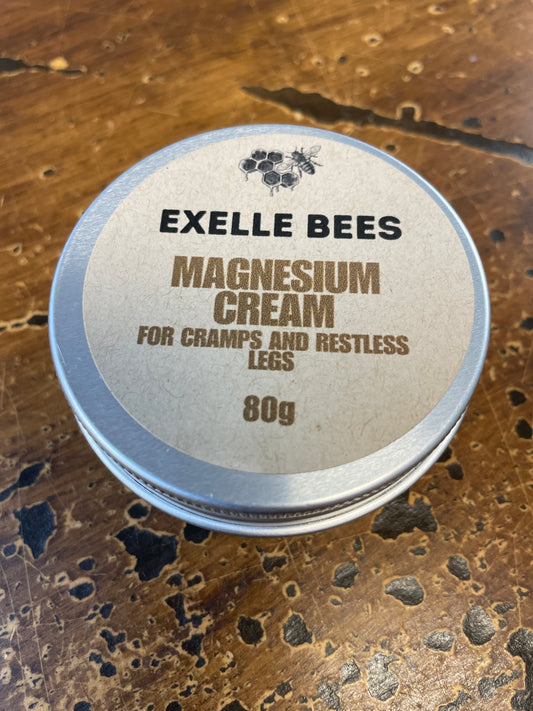 EXELLE BEES
MAGNESIUM
CREAM
FOR CRAMPS AND RESTLESS
LEGS
80g